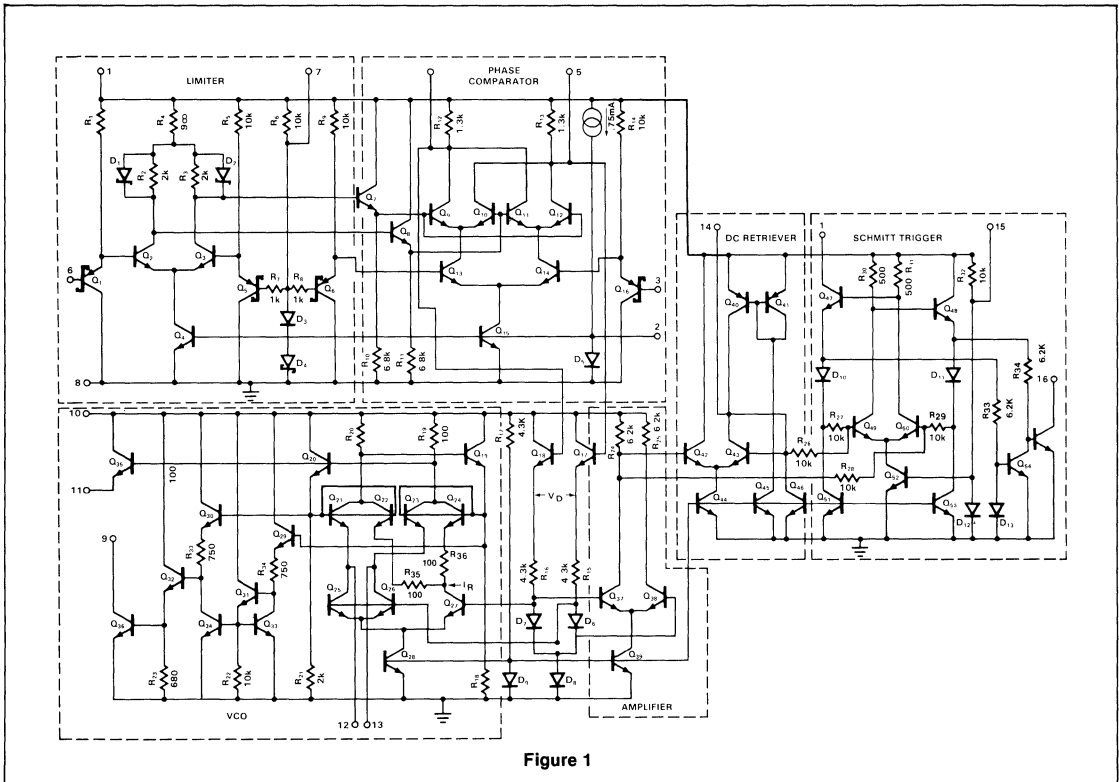 LIMITER
PHASE
COMPARATOR
1
7
5
R1
R4
900
R5
10k
R6
10k
R9
10k
R12
1.3k
R13
1.3k
.75mA
R14
10k
D1
R2
2k
R3
2k
D2
Q7
Q8
Q9
Q10
Q11
Q12
6
Q1
Q2
Q3
Q5
R7
1k
R8
1k
Q6
Q13
Q14
Q16
3
D3
D4
Q4
Q15
2
R10
6.8k
R11
6.8k
D5
8
14
DC RETRIEVER
1
SCHMITT TRIGGER
15
Q40
Q41
Q47
R30
500
R11
500
Q48
R32
10k
6.2K
R34
16
D10
D11
R33
6.2K
R27
10k
Q49
Q50
R29
10k
R26
10k
R28
10k
Q42
Q43
Q54
Q44
Q45
Q46
Q51
Q52
Q53
D12
D13
10
11
Q35
100
Q20
R20
R19
100
Q19
R17
4.3K
Q18
Q17
R24
6.2k
R25
6.2k
VD
Q30
Q21
Q22
Q23
Q24
Q29
9
R23
750
R24
750
R36
100
R35
100
IR
4.3k
R16
4.3k
R15
Q32
Q31
Q25
Q26
Q27
D7
D6
Q37
Q38
Q36
Q34
Q33
Q28
Q39
R23
680
R22
10k
R21
2k
R18
D9
D8
VCO
12
13
AMPLIFIER
Figure 1